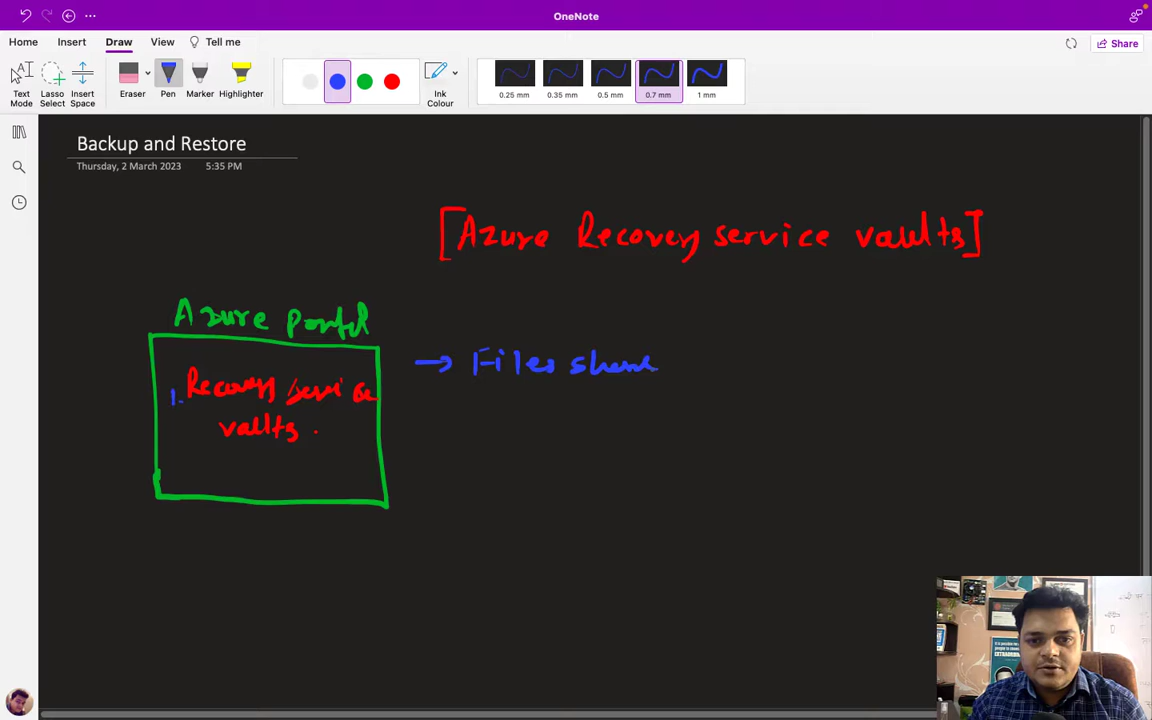 OneNote
Home Insert Draw View Tell me
Share
Text Mode
Lasso Select
Insert Space
Eraser
Pen
Marker
Highlighter
Ink Colour
0.25 mm
0.35 mm
0.5 mm
0.7 mm
1 mm
Backup and Restore
Thursday, 2 March 2023 5:35 PM
[Azure Recovery service vaults]
Azure portal
→ Files share
1. Recovery service
vaults.